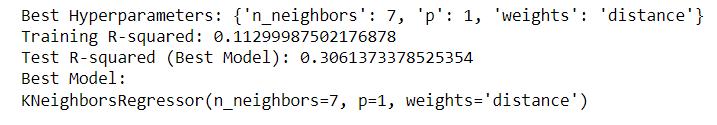 Best Hyperparameters: {'n_neighbors': 7, 'p': 1, 'weights': 'distance'}
Training R-squared: 0.11299987502176878
Test R-squared (Best Model): 0.3061373378525354
Best Model:
KNeighborsRegressor(n_neighbors=7, p=1, weights='distance')